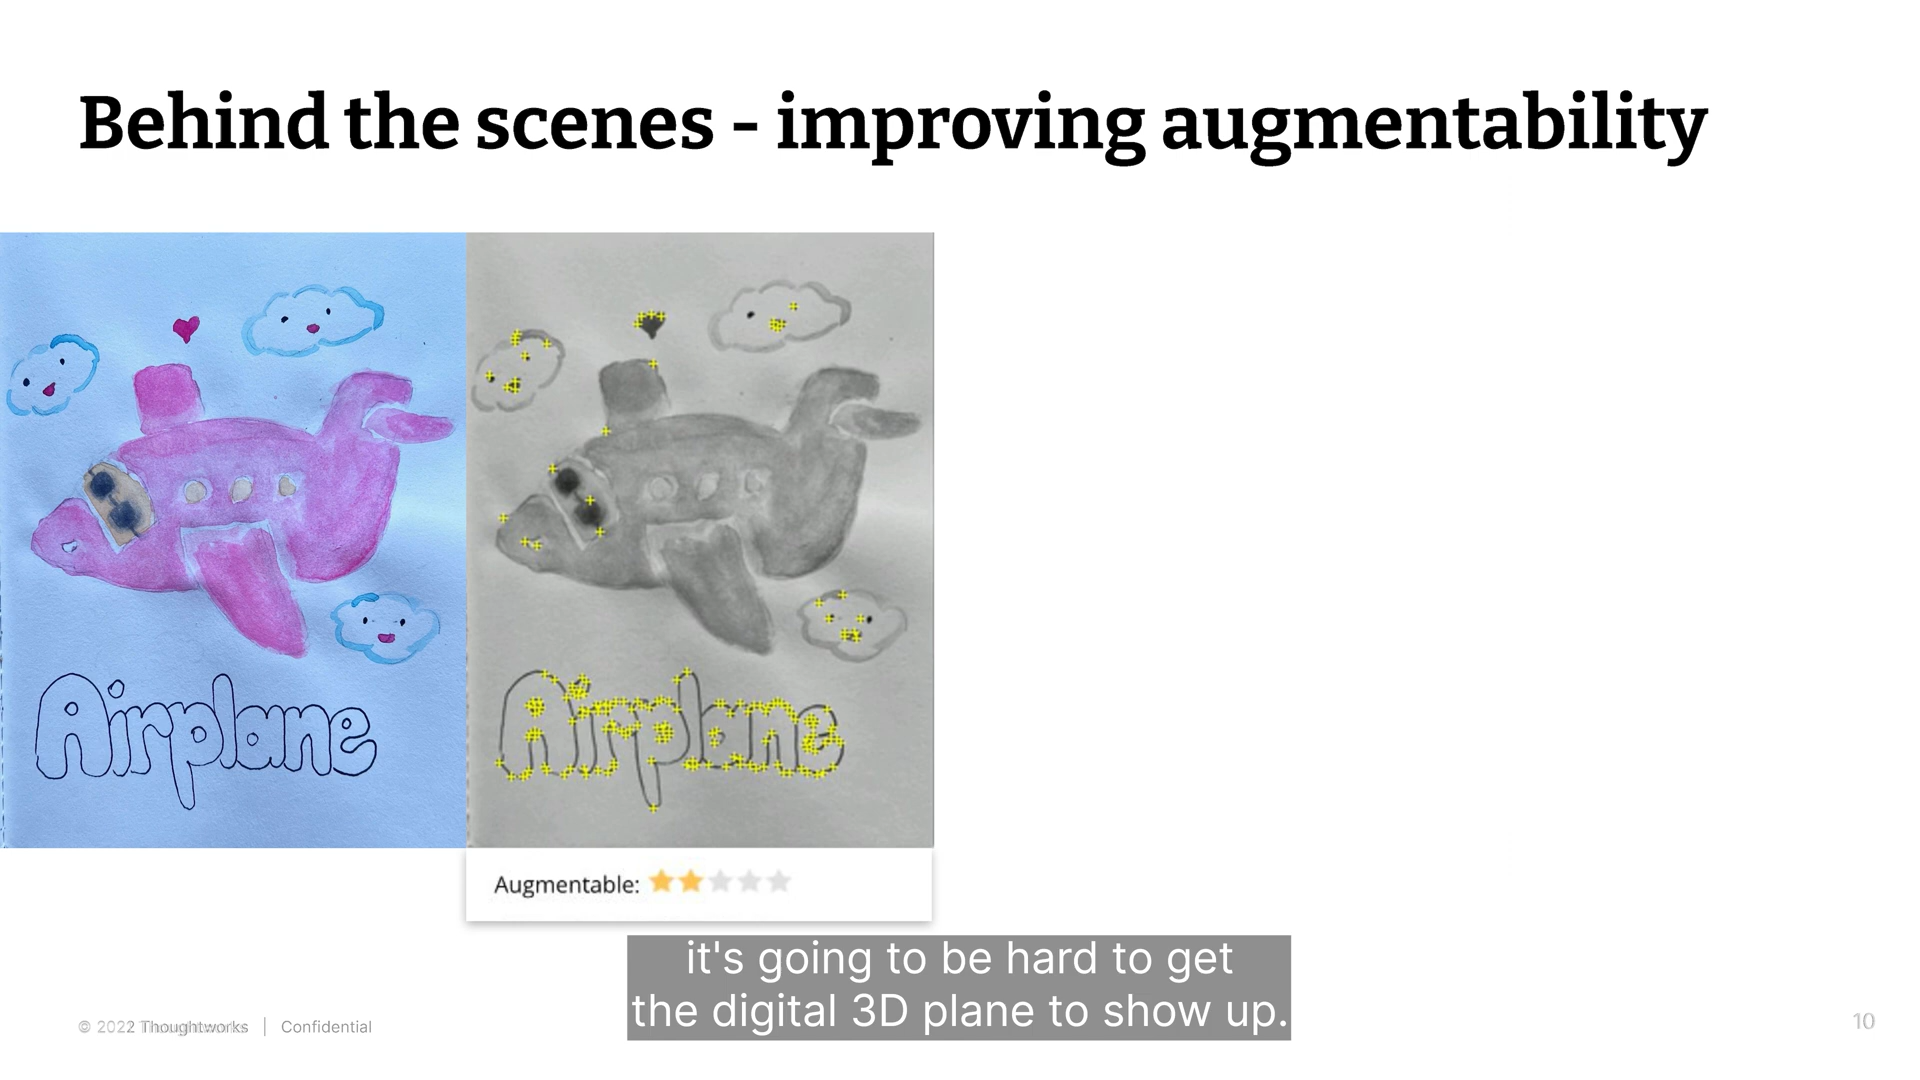 Behind the scenes - improving augmentability
Airplane
Airplane
Augmentable:
it's going to be hard to get
the digital 3D plane to show up.
© 2022 Thoughtworks | Confidential
10